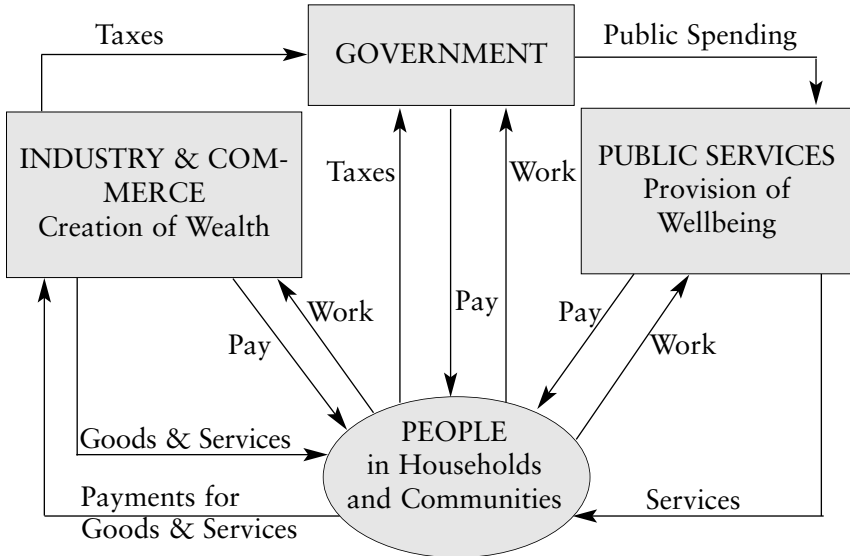 Taxes
GOVERNMENT
Public Spending
INDUSTRY & COM-
MERCE
Creation of Wealth
Taxes
Work
PUBLIC SERVICES
Provision of
Wellbeing
Pay
Work
Pay
Pay
Work
Goods & Services
PEOPLE
in Households
and Communities
Payments for
Goods & Services
Services